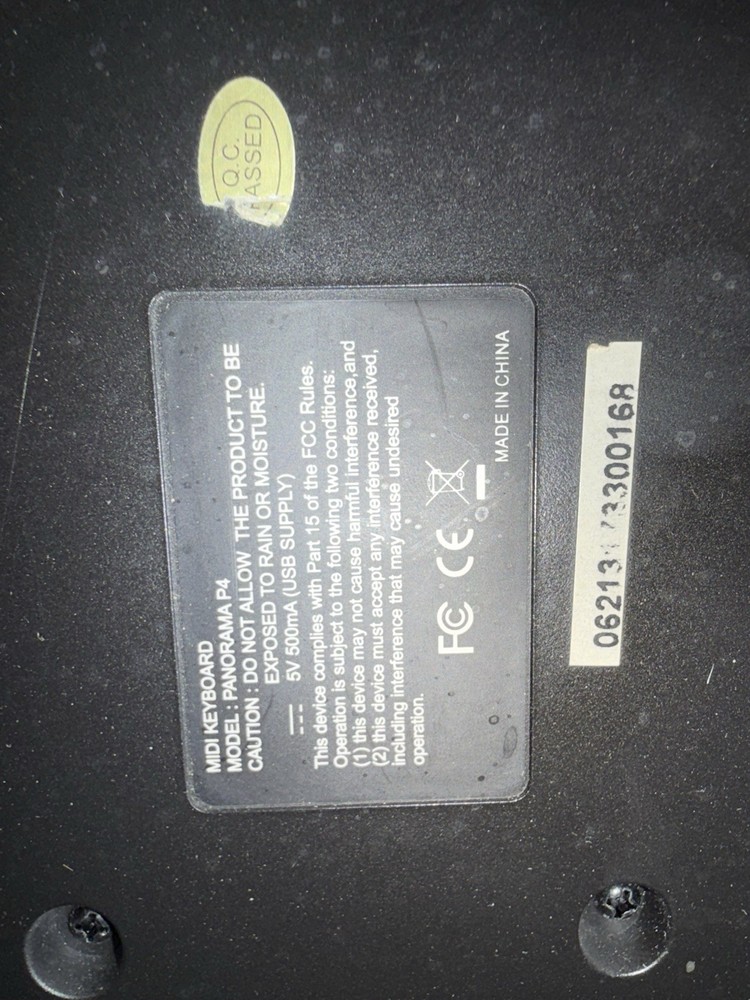 Q.C.
PASSED
MIDI KEYBOARD
MODEL : PANORAMA P4
CAUTION : DO NOT ALLOW THE PRODUCT TO BE
EXPOSED TO RAIN OR MOISTURE.
5V 500mA (USB SUPPLY)
This device complies with Part 15 of the FCC Rules.
Operation is subject to the following two conditions:
(1) this device may not cause harmful interference,and
(2) this device must accept any interference received,
including interference that may cause undesired
operation.
FC CE
MADE IN CHINA